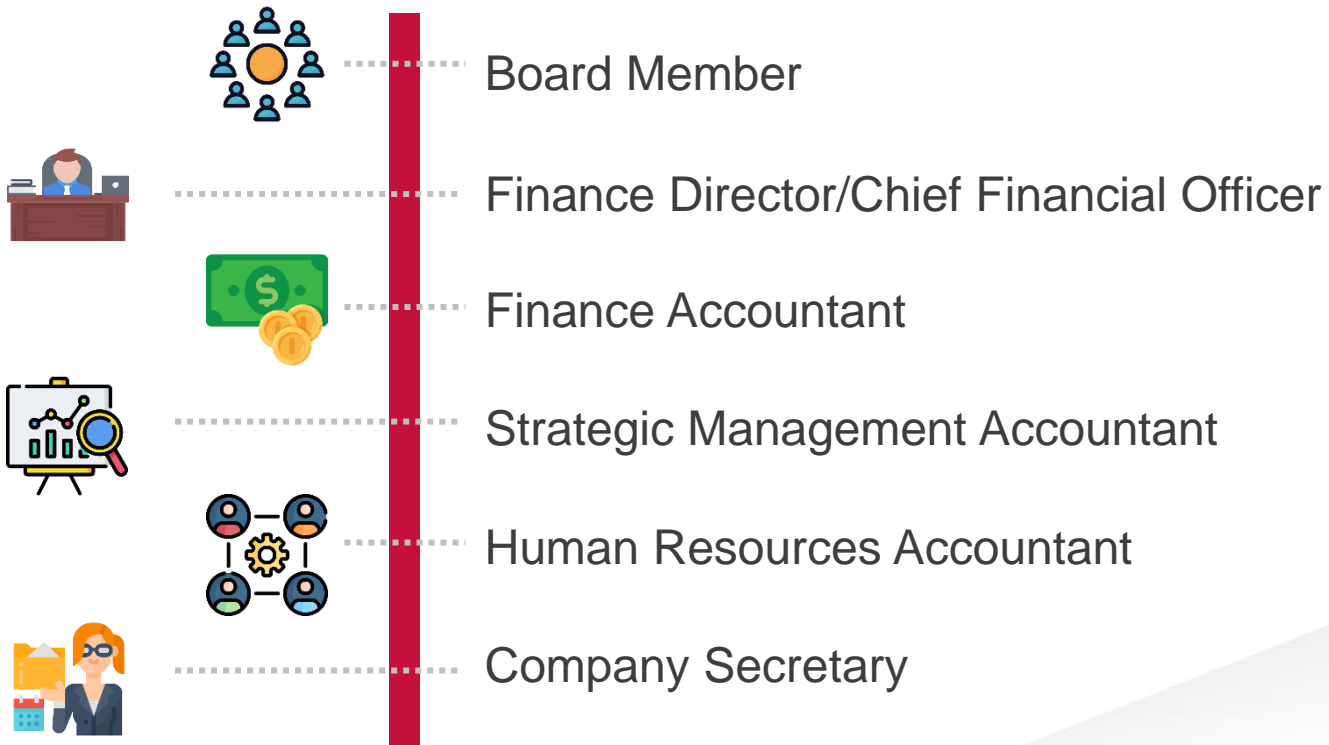 Board Member
Finance Director/Chief Financial Officer
Finance Accountant
Strategic Management Accountant
Human Resources Accountant
Company Secretary